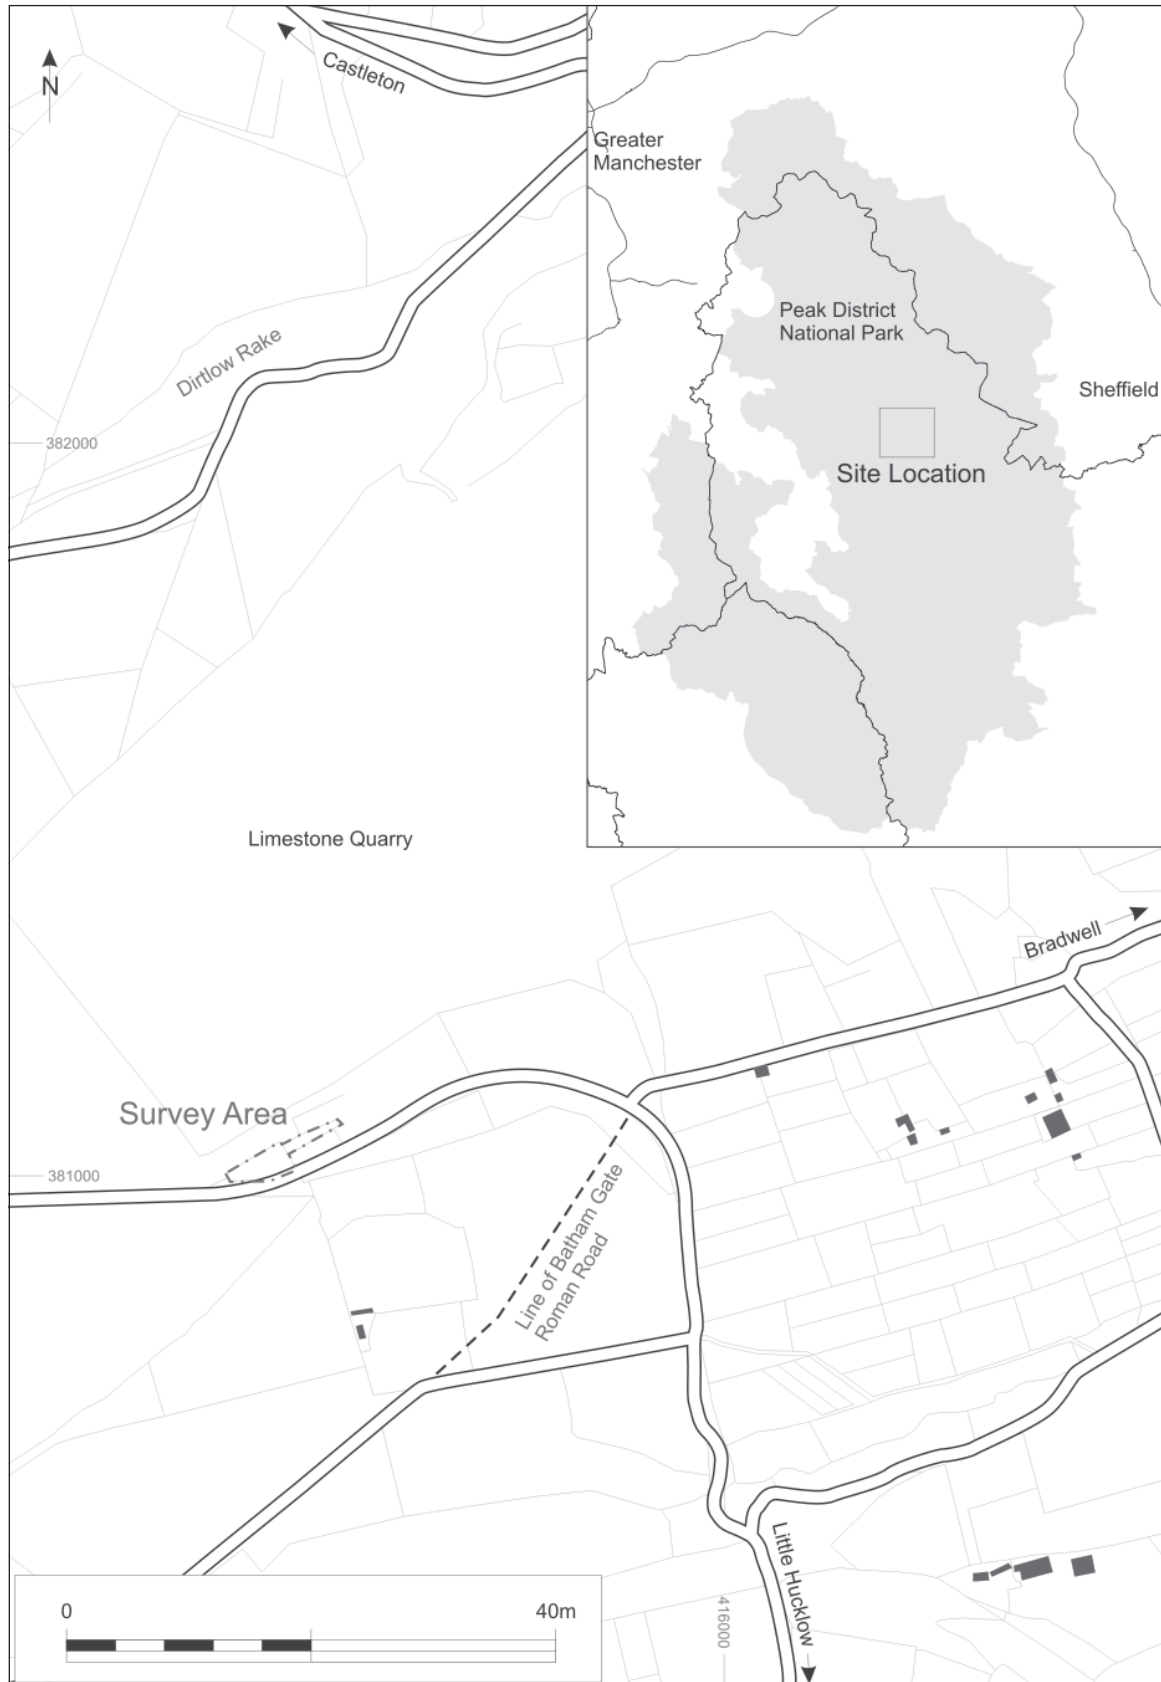 N
Castleton
Greater
Manchester
Peak District
National Park
Sheffield
Dirtlow Rake
382000
Site Location
Limestone Quarry
Bradwell
Survey Area
381000
Line of Batham Gate
Roman Road
Little Hucklow
416000
0
40m